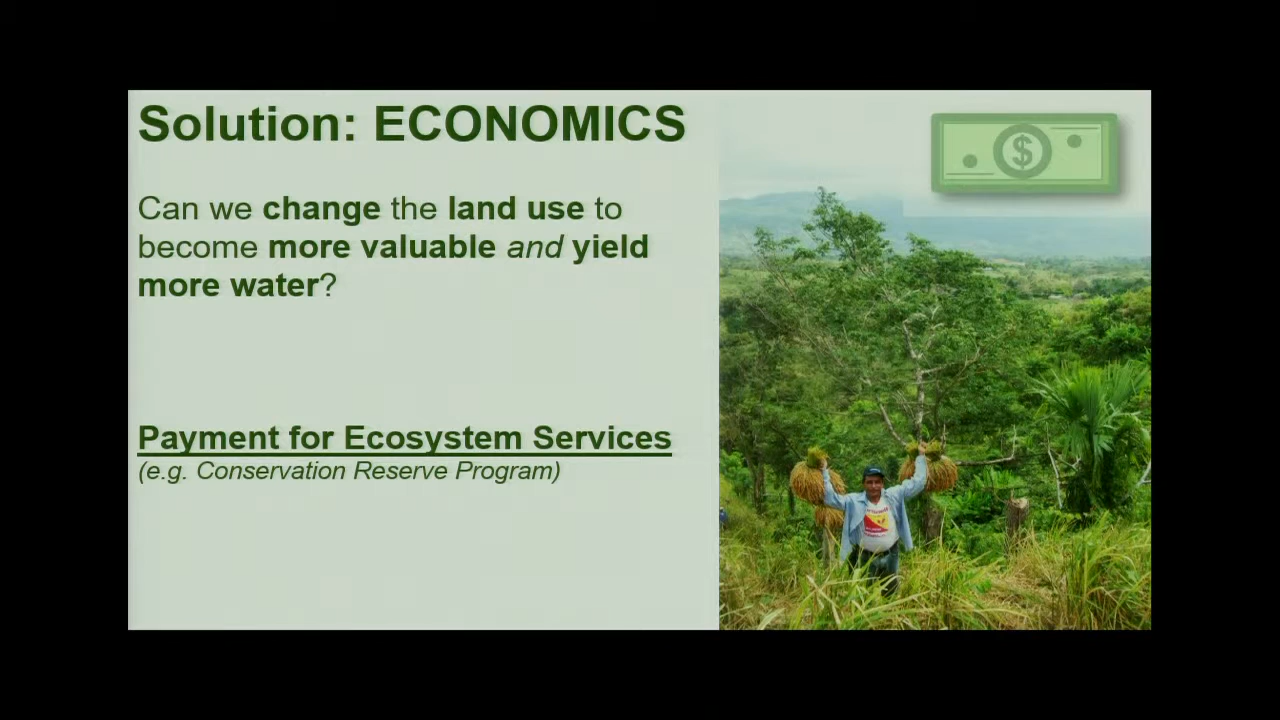 Solution: ECONOMICS
$
Can we change the land use to
become more valuable and yield
more water?
Payment for Ecosystem Services
(e.g. Conservation Reserve Program)